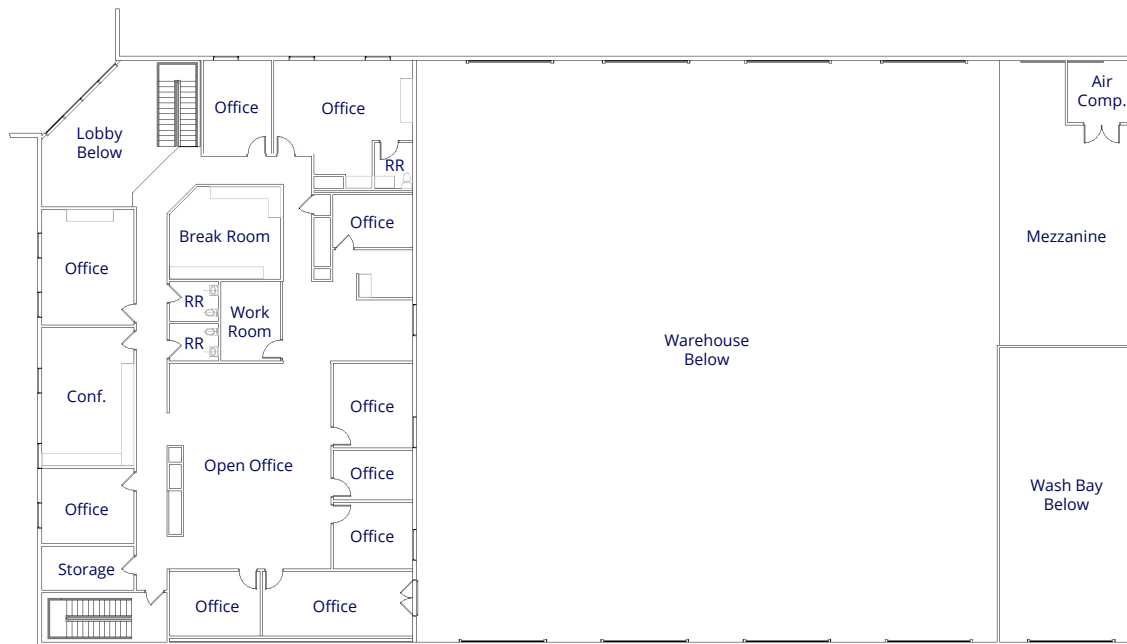 Air
Comp.
Office
Office
Lobby
Below
RR
Office
Break Room
Mezzanine
Office
RR
Work
Room
RR
Warehouse
Below
Conf.
Office
Open Office
Office
Wash Bay
Below
Office
Office
Storage
Office
Office